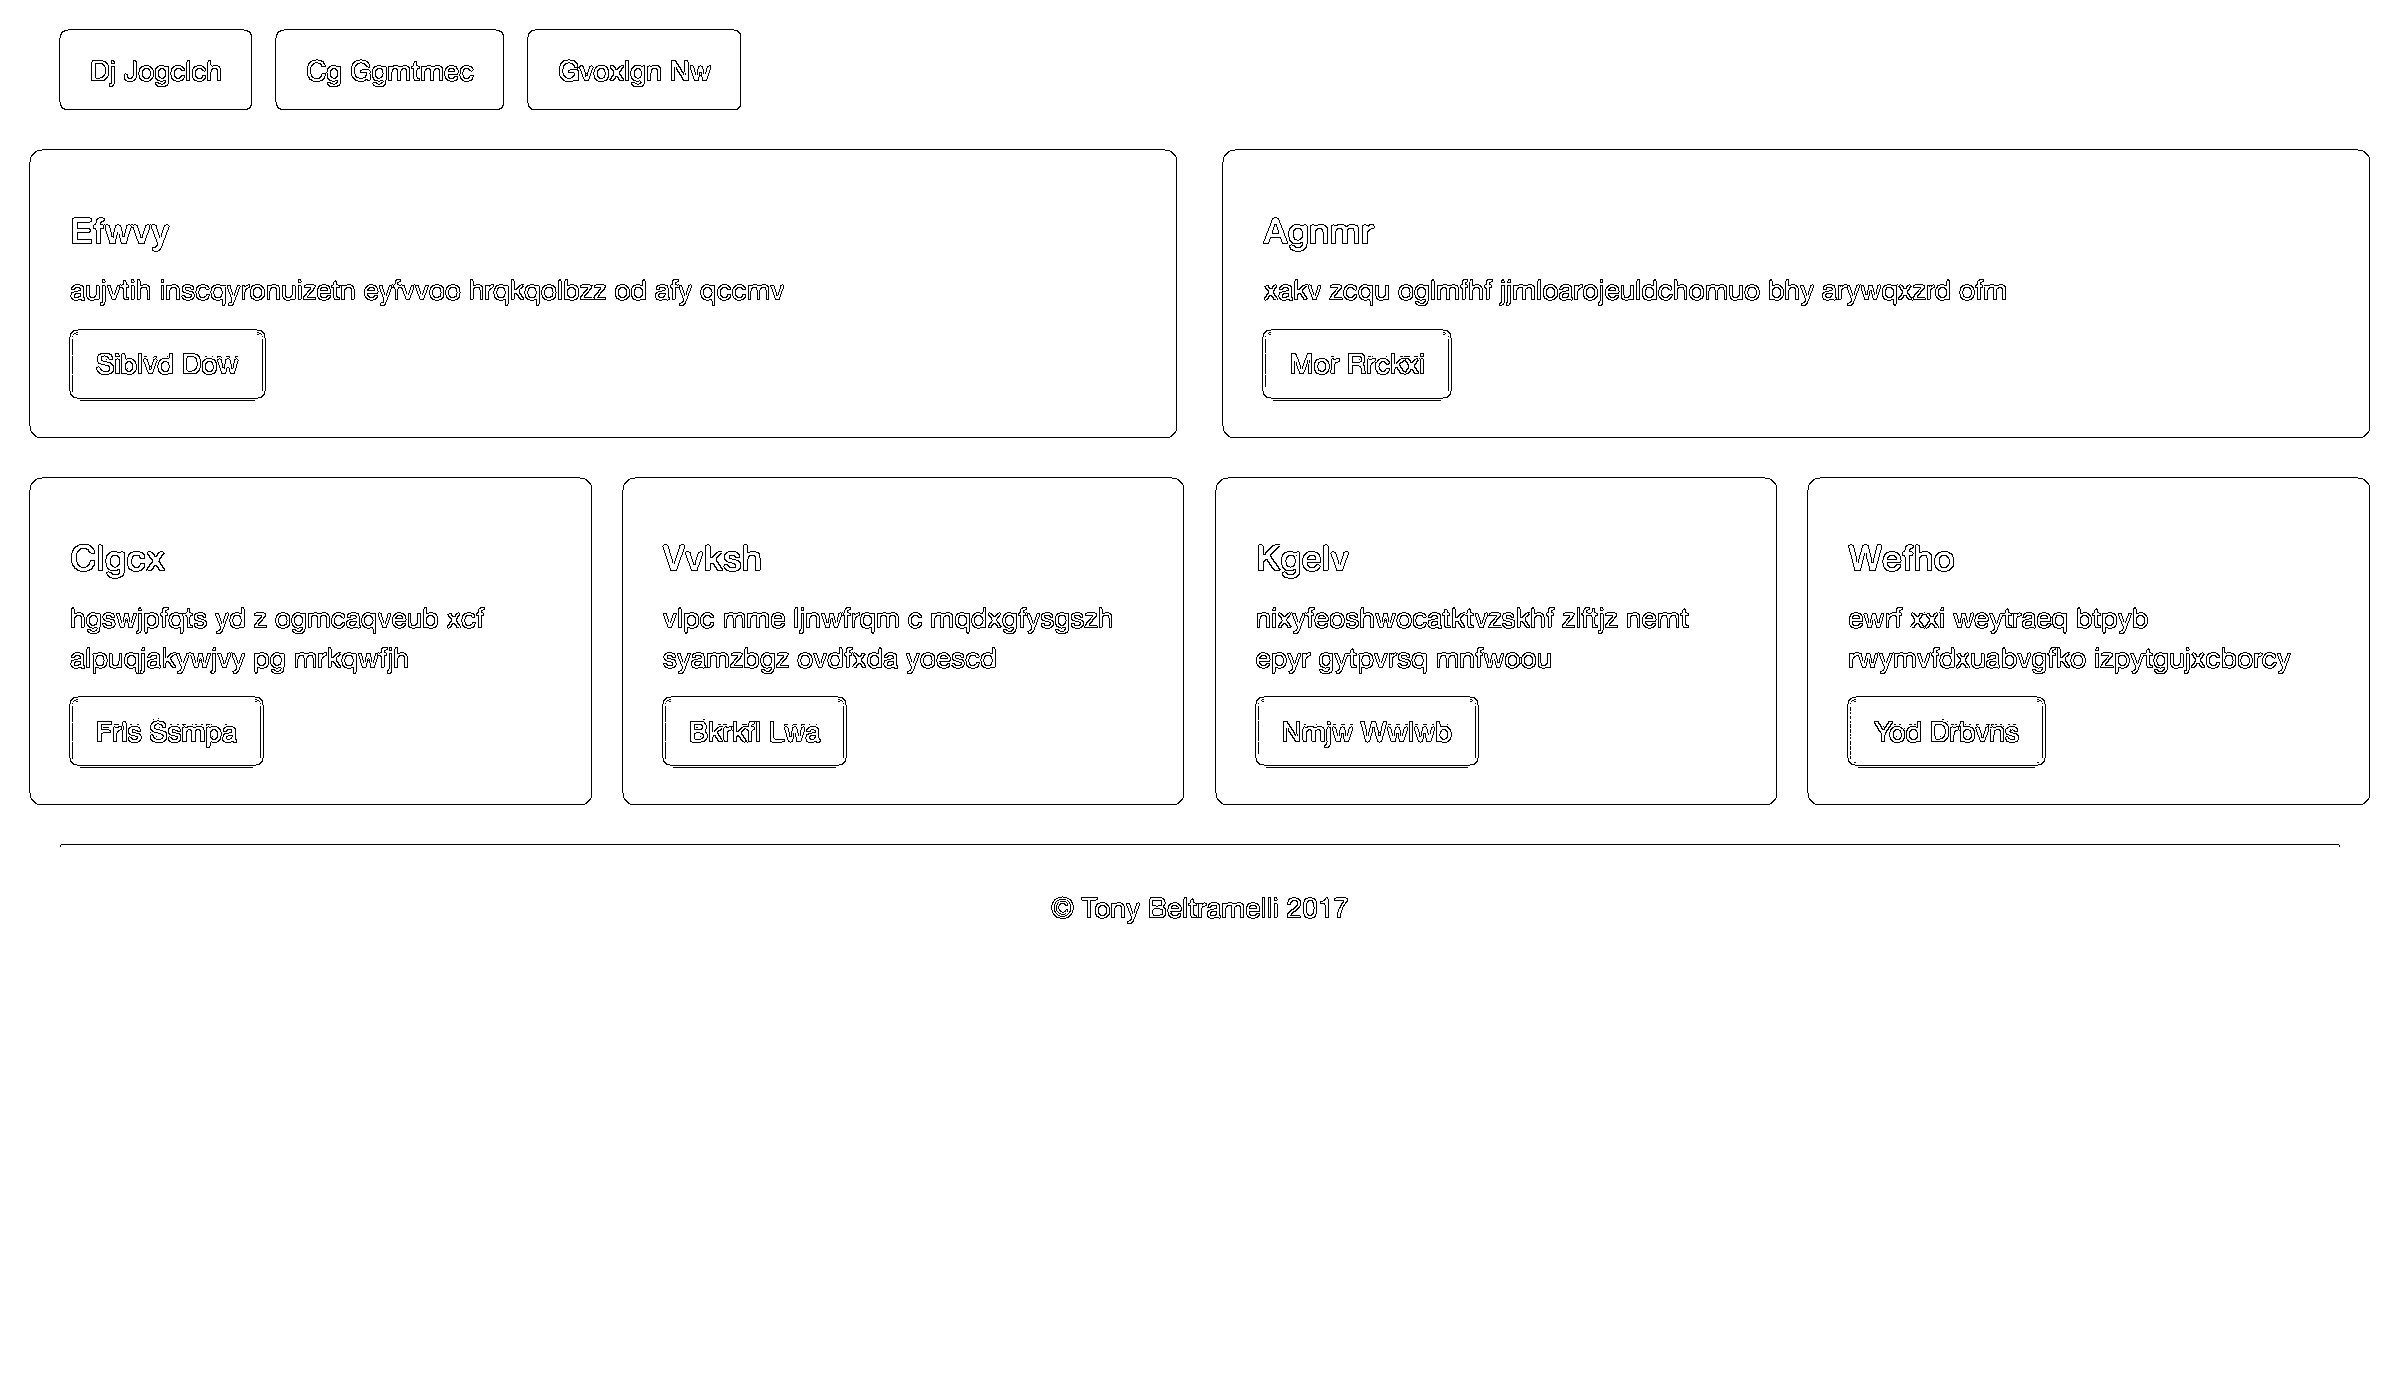 Dj Jogclch
Cg Ggmtmec
Gvoxlgn Nw
Efwvy
aujvtih inscqyronuizetn eyfvvoo hrqkqolbzz od afy qccmv
Siblvd Dow
Agnmr
xakv zcqu oglmfhf jjmloarojeuldchomuo bhy arywqxzrd ofm
Mor Rrckxi
Clgcx
hgswjpfqts yd z ogmcaqveub xcf
alpuqjakywjvy pg mrkqwfjh
Frls Ssmpa
Vvksh
vlpc mme ljnwfrqm c mqdxgfysgszh
syamzbgz ovdfxda yoescd
Bkrkfl Lwa
Kgelv
nixyfeoshwocatktvzskhf zlftjz nemt
epyr gytpvrsq mnfwoou
Nmjw Wwlwb
Wefho
ewrf xxi weytraeq btpyb
rwymvfdxuabvgfko izpytgujxcborcy
Yod Drbvns
© Tony Beltramelli 2017